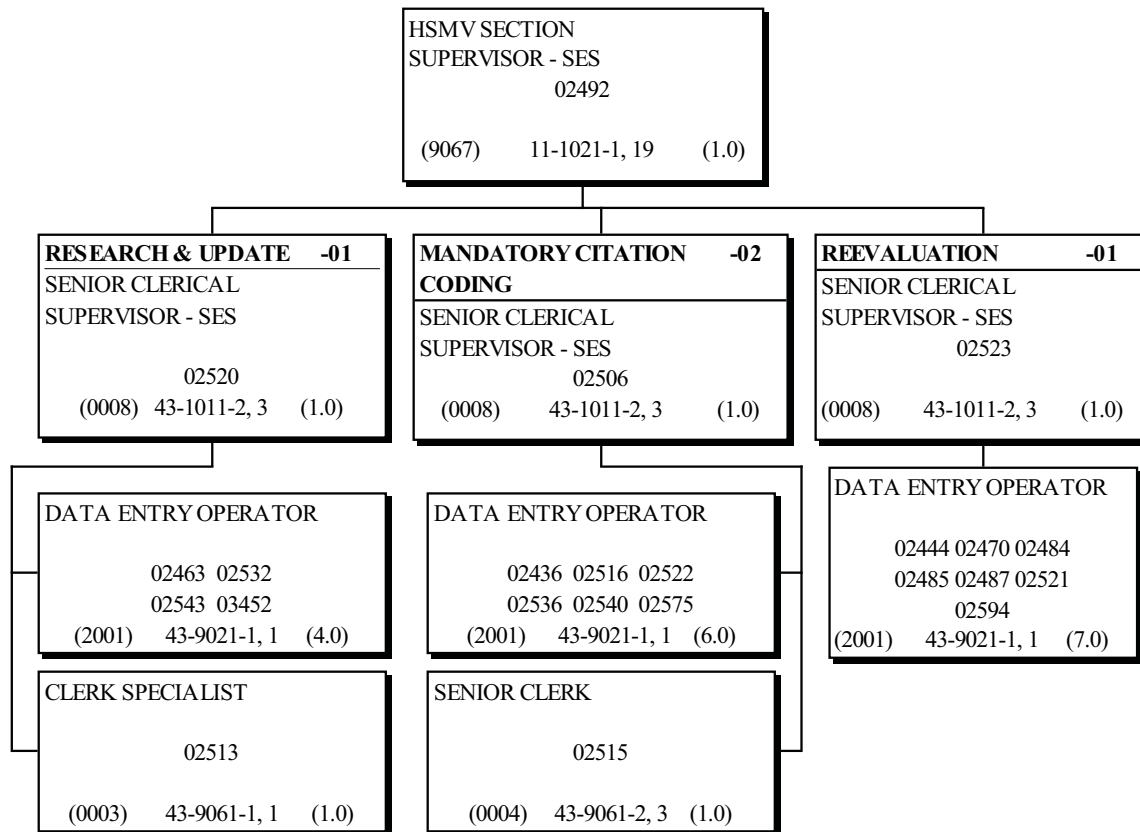 HSMV SECTION
SUPERVISOR - SES
02492
(9067) 11-1021-1, 19 (1.0)
RESEARCH & UPDATE -01
SENIOR CLERICAL
SUPERVISOR - SES
02520
(0008) 43-1011-2, 3 (1.0)
MANDATORY CITATION -02
CODING
SENIOR CLERICAL
SUPERVISOR - SES
02506
(0008) 43-1011-2, 3 (1.0)
REEVALUATION -01
SENIOR CLERICAL
SUPERVISOR - SES
02523
(0008) 43-1011-2, 3 (1.0)
DATA ENTRY OPERATOR
02463 02532
02543 03452
(2001) 43-9021-1, 1 (4.0)
DATA ENTRY OPERATOR
02436 02516 02522
02536 02540 02575
(2001) 43-9021-1, 1 (6.0)
DATA ENTRY OPERATOR
02444 02470 02484
02485 02487 02521
02594
(2001) 43-9021-1, 1 (7.0)
CLERK SPECIALIST
02513
(0003) 43-9061-1, 1 (1.0)
SENIOR CLERK
02515
(0004) 43-9061-2, 3 (1.0)